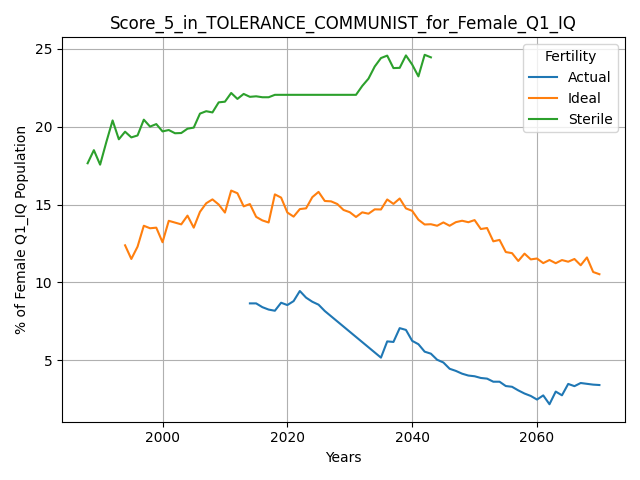 Score_5_in_TOLERANCE_COMMUNIST_for_Female_Q1_IQ
Fertility
Actual
Ideal
Sterile
% of Female Q1_IQ Population
25
20
15
10
5
2000
2020
2040
2060
Years